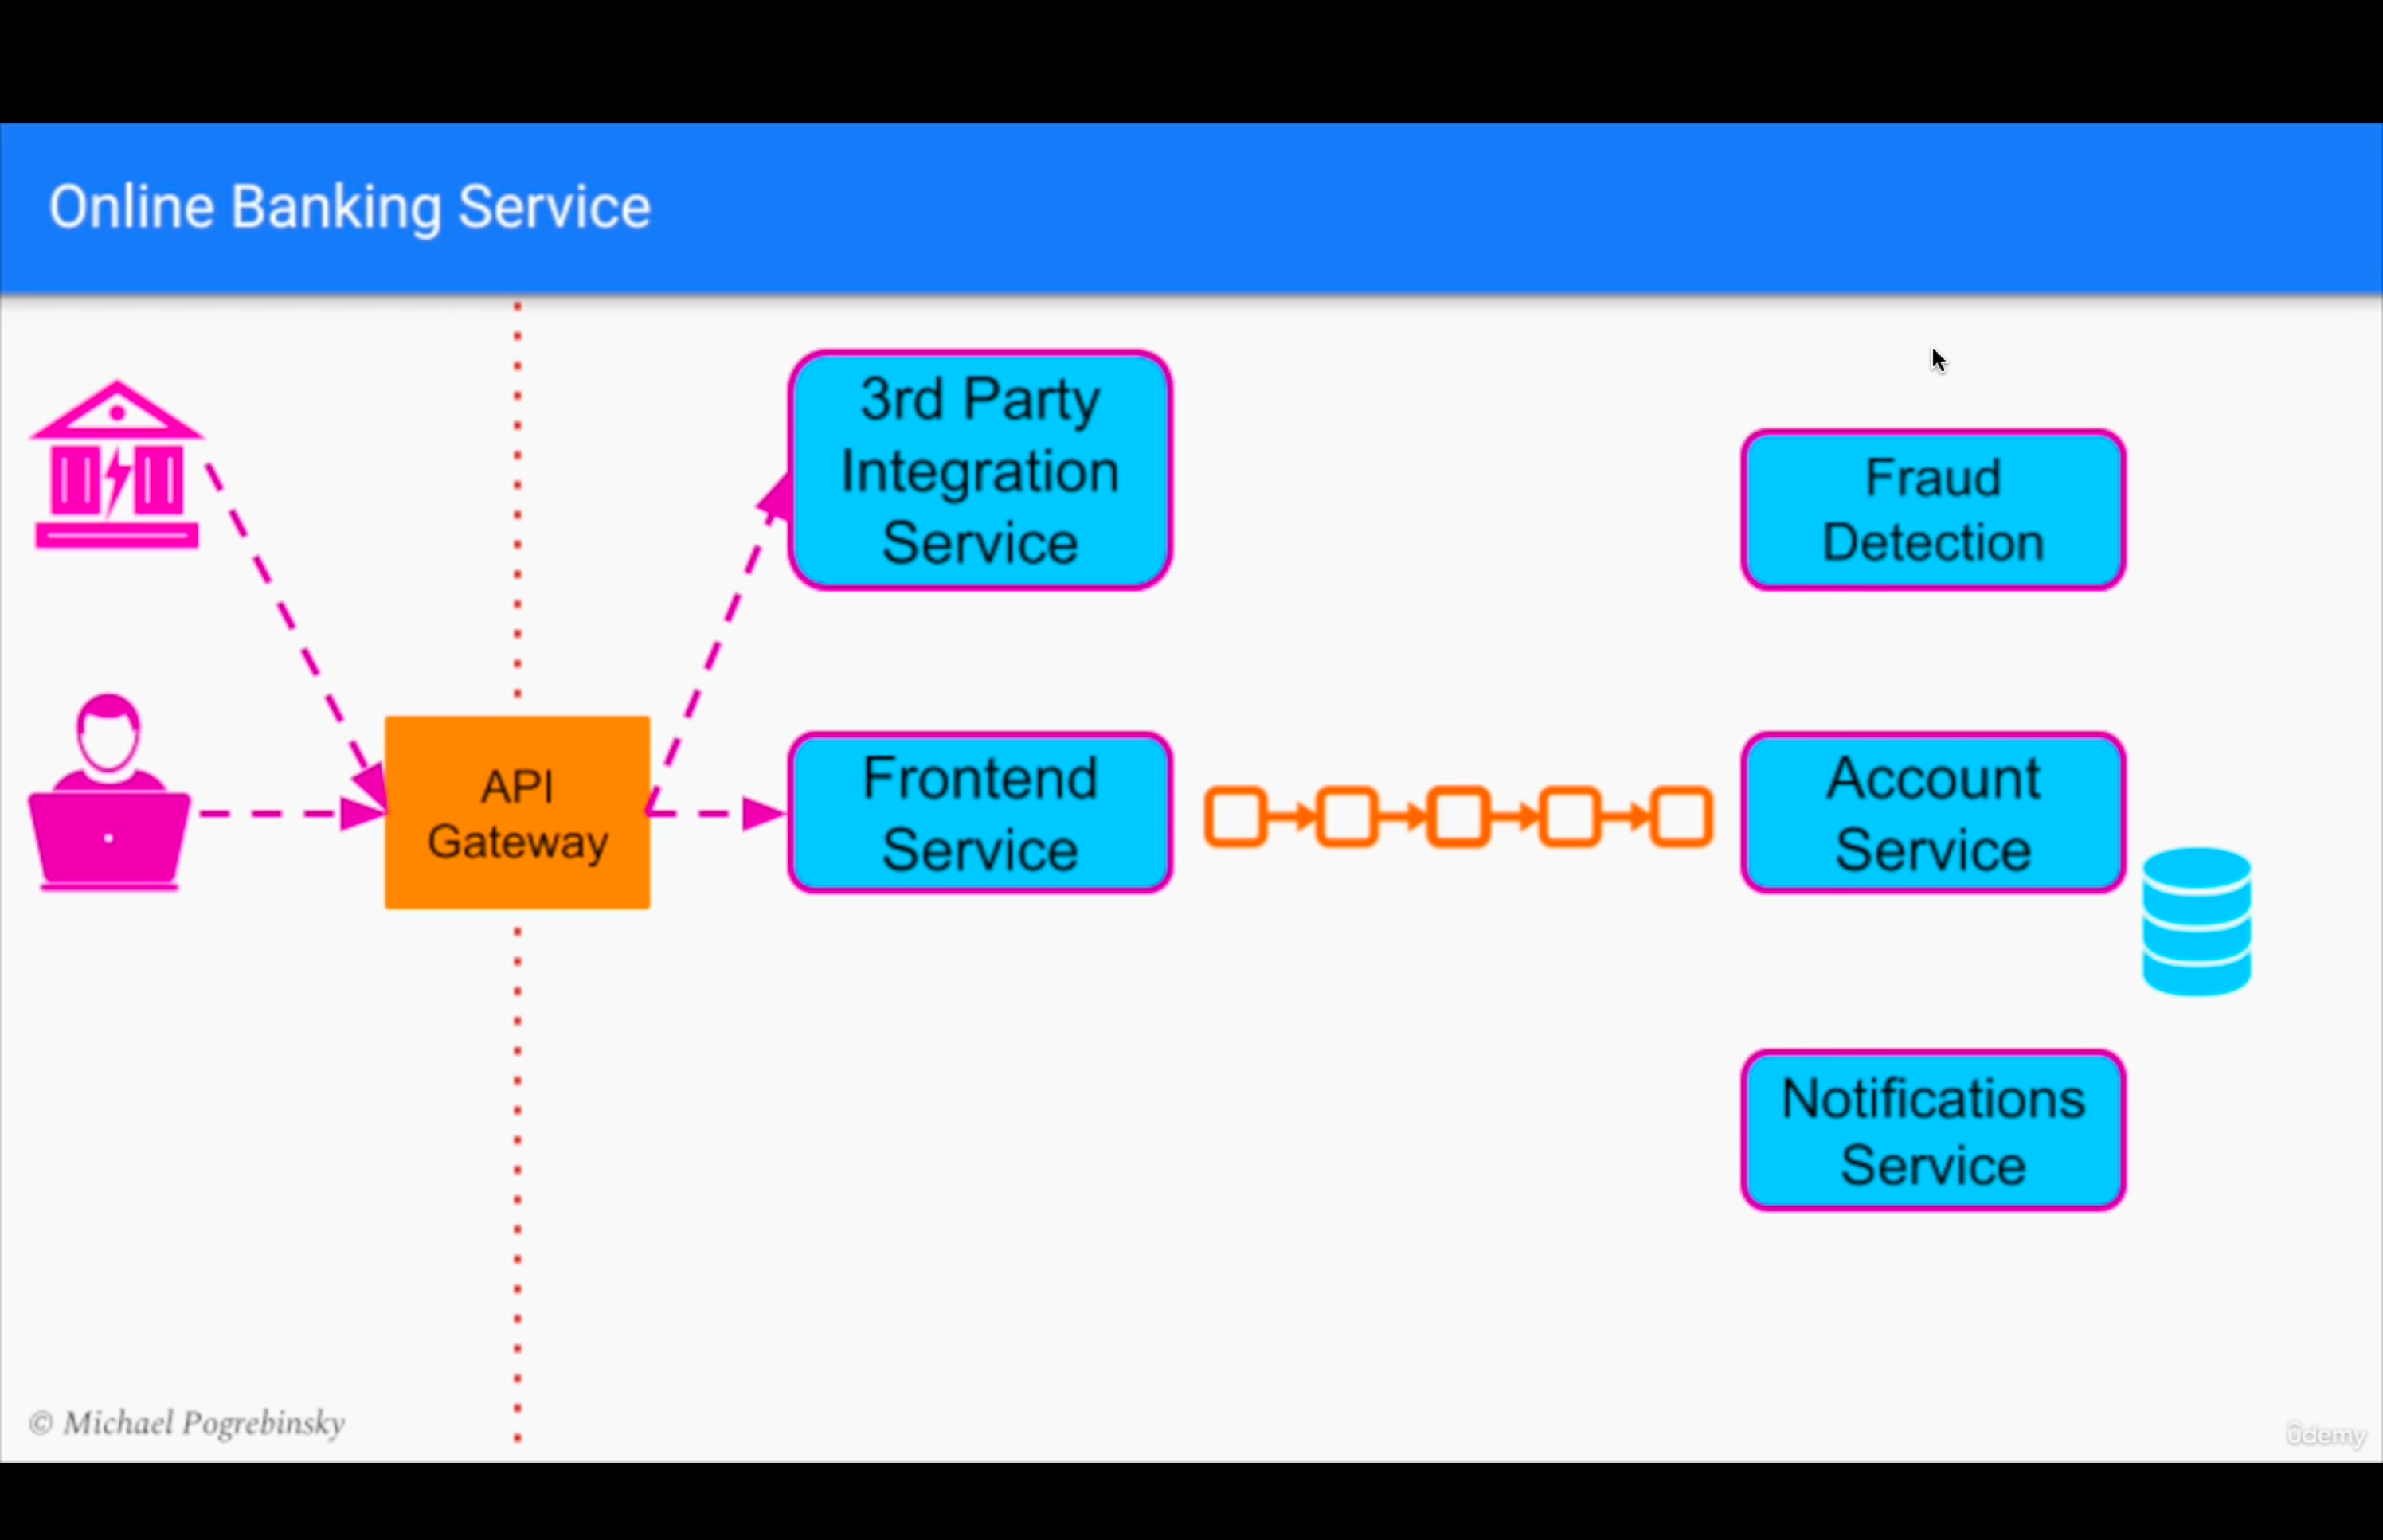 Online Banking Service
3rd Party
Integration
Service
Fraud
Detection
API
Gateway
Frontend
Service
Account
Service
Notifications
Service
© Michael Pogrebinsky
ûdemy